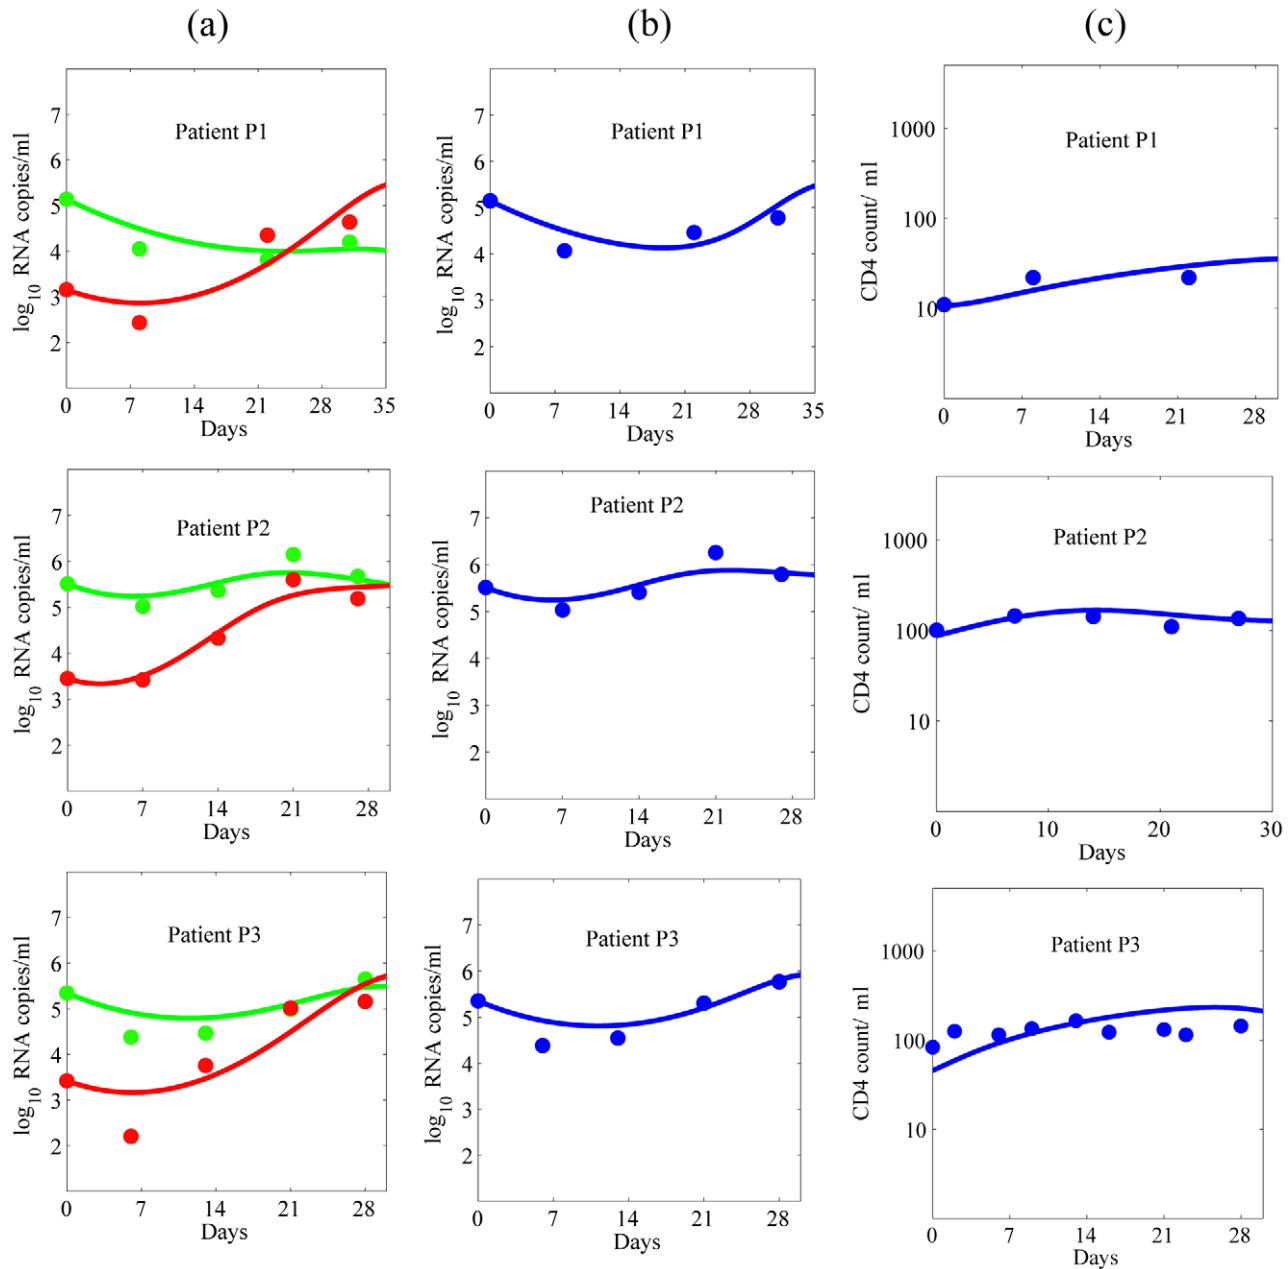 (a) (b) (c)
Patient P1
log10 RNA copies/ml
7
6
5
4
3
2
0 7 14 21 28 35
Days
Patient P1
log10 RNA copies/ml
7
6
5
4
3
2
0 7 14 21 28 35
Days
Patient P1
CD4 count/ ml
1000
100
10
0 7 14 21 28
Days
Patient P2
log10 RNA copies/ml
7
6
5
4
3
2
0 7 14 21 28
Days
Patient P2
log10 RNA copies/ml
7
6
5
4
3
2
0 7 14 21 28
Days
Patient P2
CD4 count/ ml
1000
100
10
0 10 20 30
Days
Patient P3
log10 RNA copies/ml
7
6
5
4
3
2
0 7 14 21 28
Days
Patient P3
log10 RNA copies/ml
7
6
5
4
3
2
0 7 14 21 28
Days
Patient P3
CD4 count/ ml
1000
100
10
0 7 14 21 28
Days